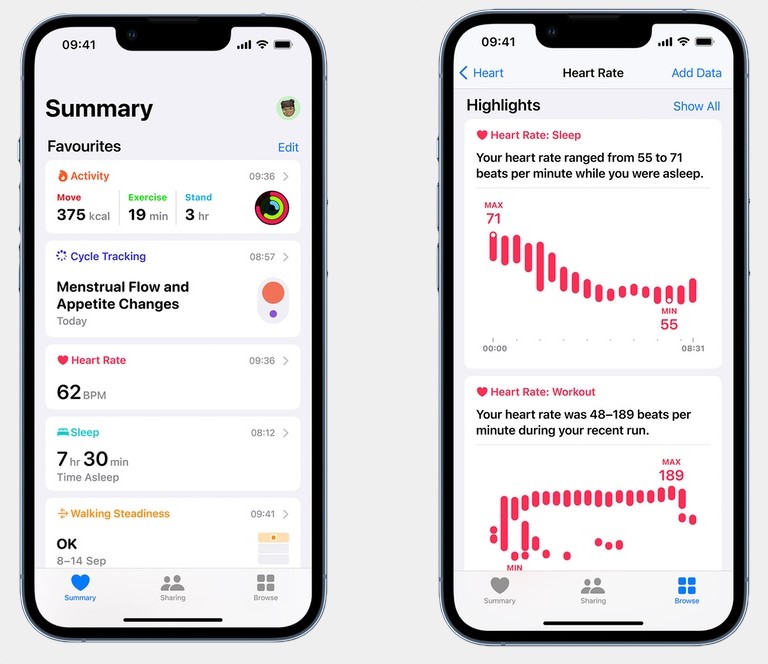 09:41
Summary
Favourites
Edit
Activity
09:36
Move
Exercise
Stand
375 kcal
19 min
3 hr
Cycle Tracking
08:57
Menstrual Flow and
Appetite Changes
Today
Heart Rate
09:36
62 BPM
Sleep
08:12
7 hr 30 min
Time Asleep
Walking Steadiness
09:41
OK
8–14 Sep
Summary
Sharing
Browse
09:41
Heart
Heart Rate
Add Data
Highlights
Show All
Heart Rate: Sleep
Your heart rate ranged from 55 to 71
beats per minute while you were asleep.
MAX
71
MIN
55
00:00
08:31
Heart Rate: Workout
Your heart rate was 48–189 beats per
minute during your recent run.
MAX
189
MIN
Summary
Sharing
Browse